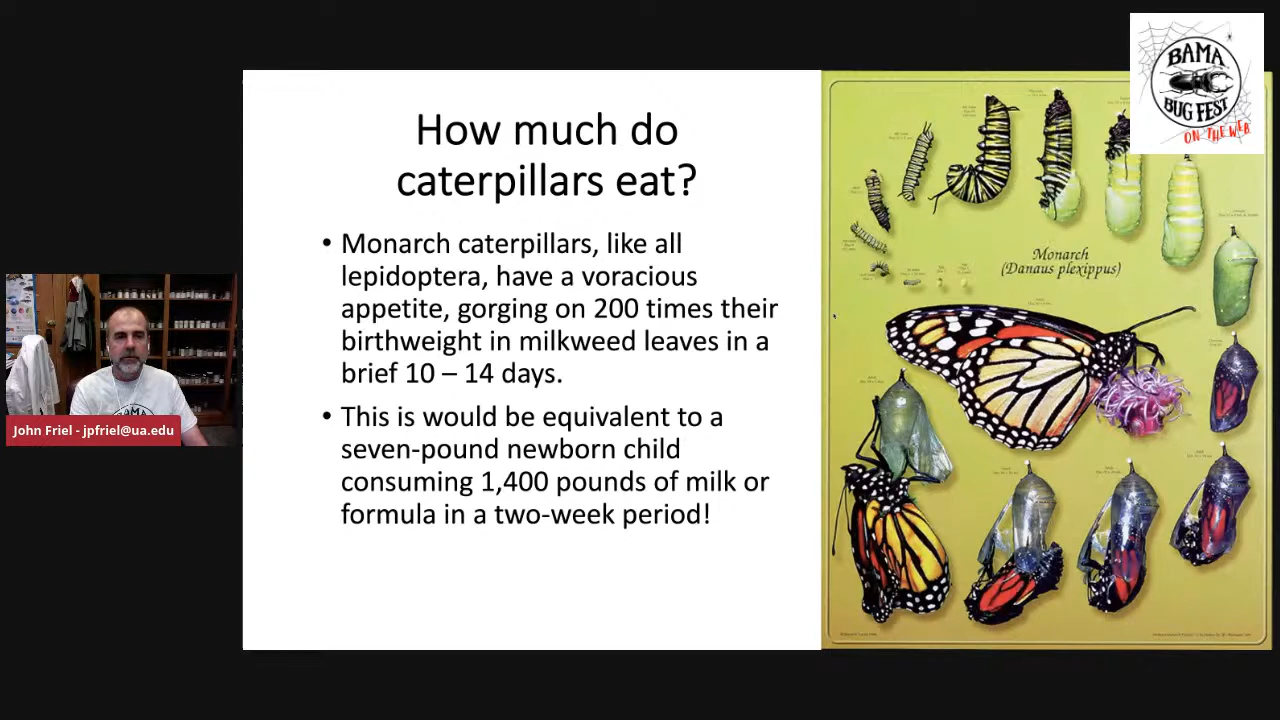 BAMA
BUG FEST
ON THE WEB
How much do
caterpillars eat?
• Monarch caterpillars, like all
lepidoptera, have a voracious
appetite, gorging on 200 times their
birthweight in milkweed leaves in a
brief 10 – 14 days.
• This is would be equivalent to a
seven-pound newborn child
consuming 1,400 pounds of milk or
formula in a two-week period!
Monarch
(Danaus plexippus)
John Friel - jpfriel@ua.edu
BAMA